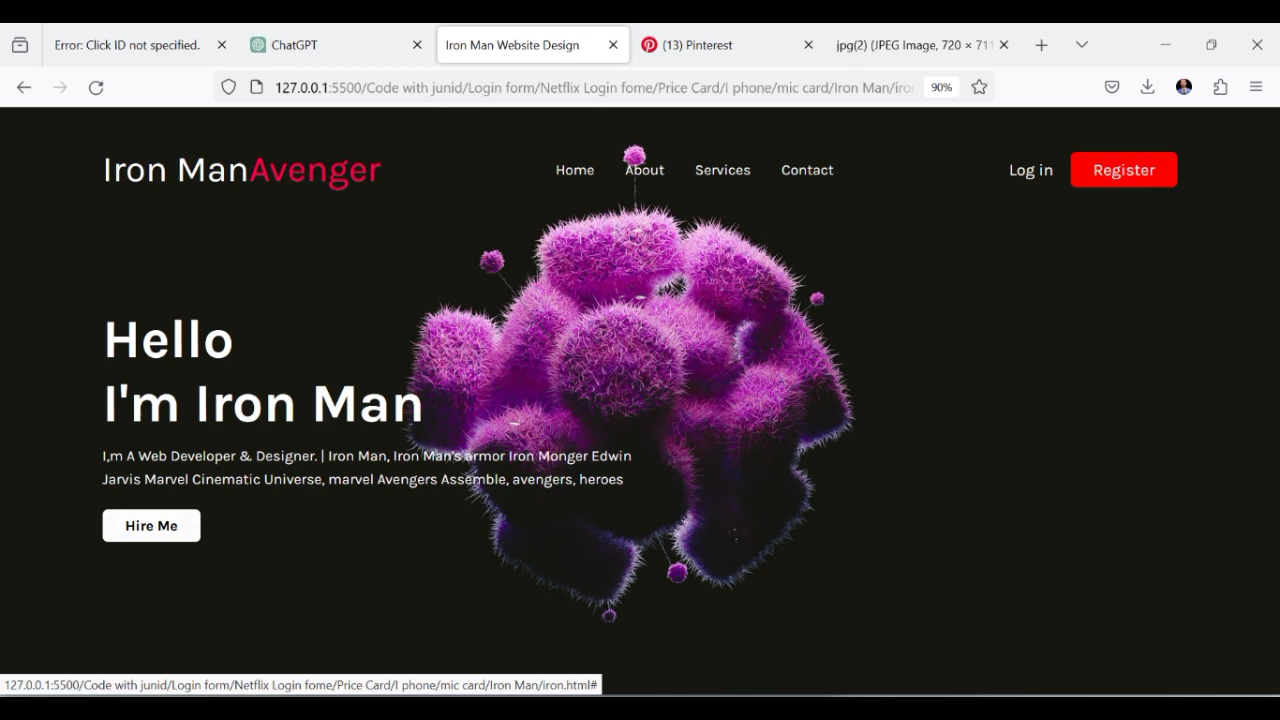 Error: Click ID not specified.
ChatGPT
Iron Man Website Design
(13) Pinterest
jpg(2) (JPEG Image, 720 × 711
127.0.0.1:5500/Code with junid/Login form/Netflix Login fome/Price Card/I phone/mic card/Iron Man/iron
90%
Iron ManAvenger
Home About Services Contact
Log in Register
Hello
I'm Iron Man
I,m A Web Developer & Designer. | Iron Man, Iron Man's armor Iron Monger Edwin
Jarvis Marvel Cinematic Universe, marvel Avengers Assemble, avengers, heroes
Hire Me
127.0.0.1:5500/Code with junid/Login form/Netflix Login fome/Price Card/I phone/mic card/Iron Man/iron.html#